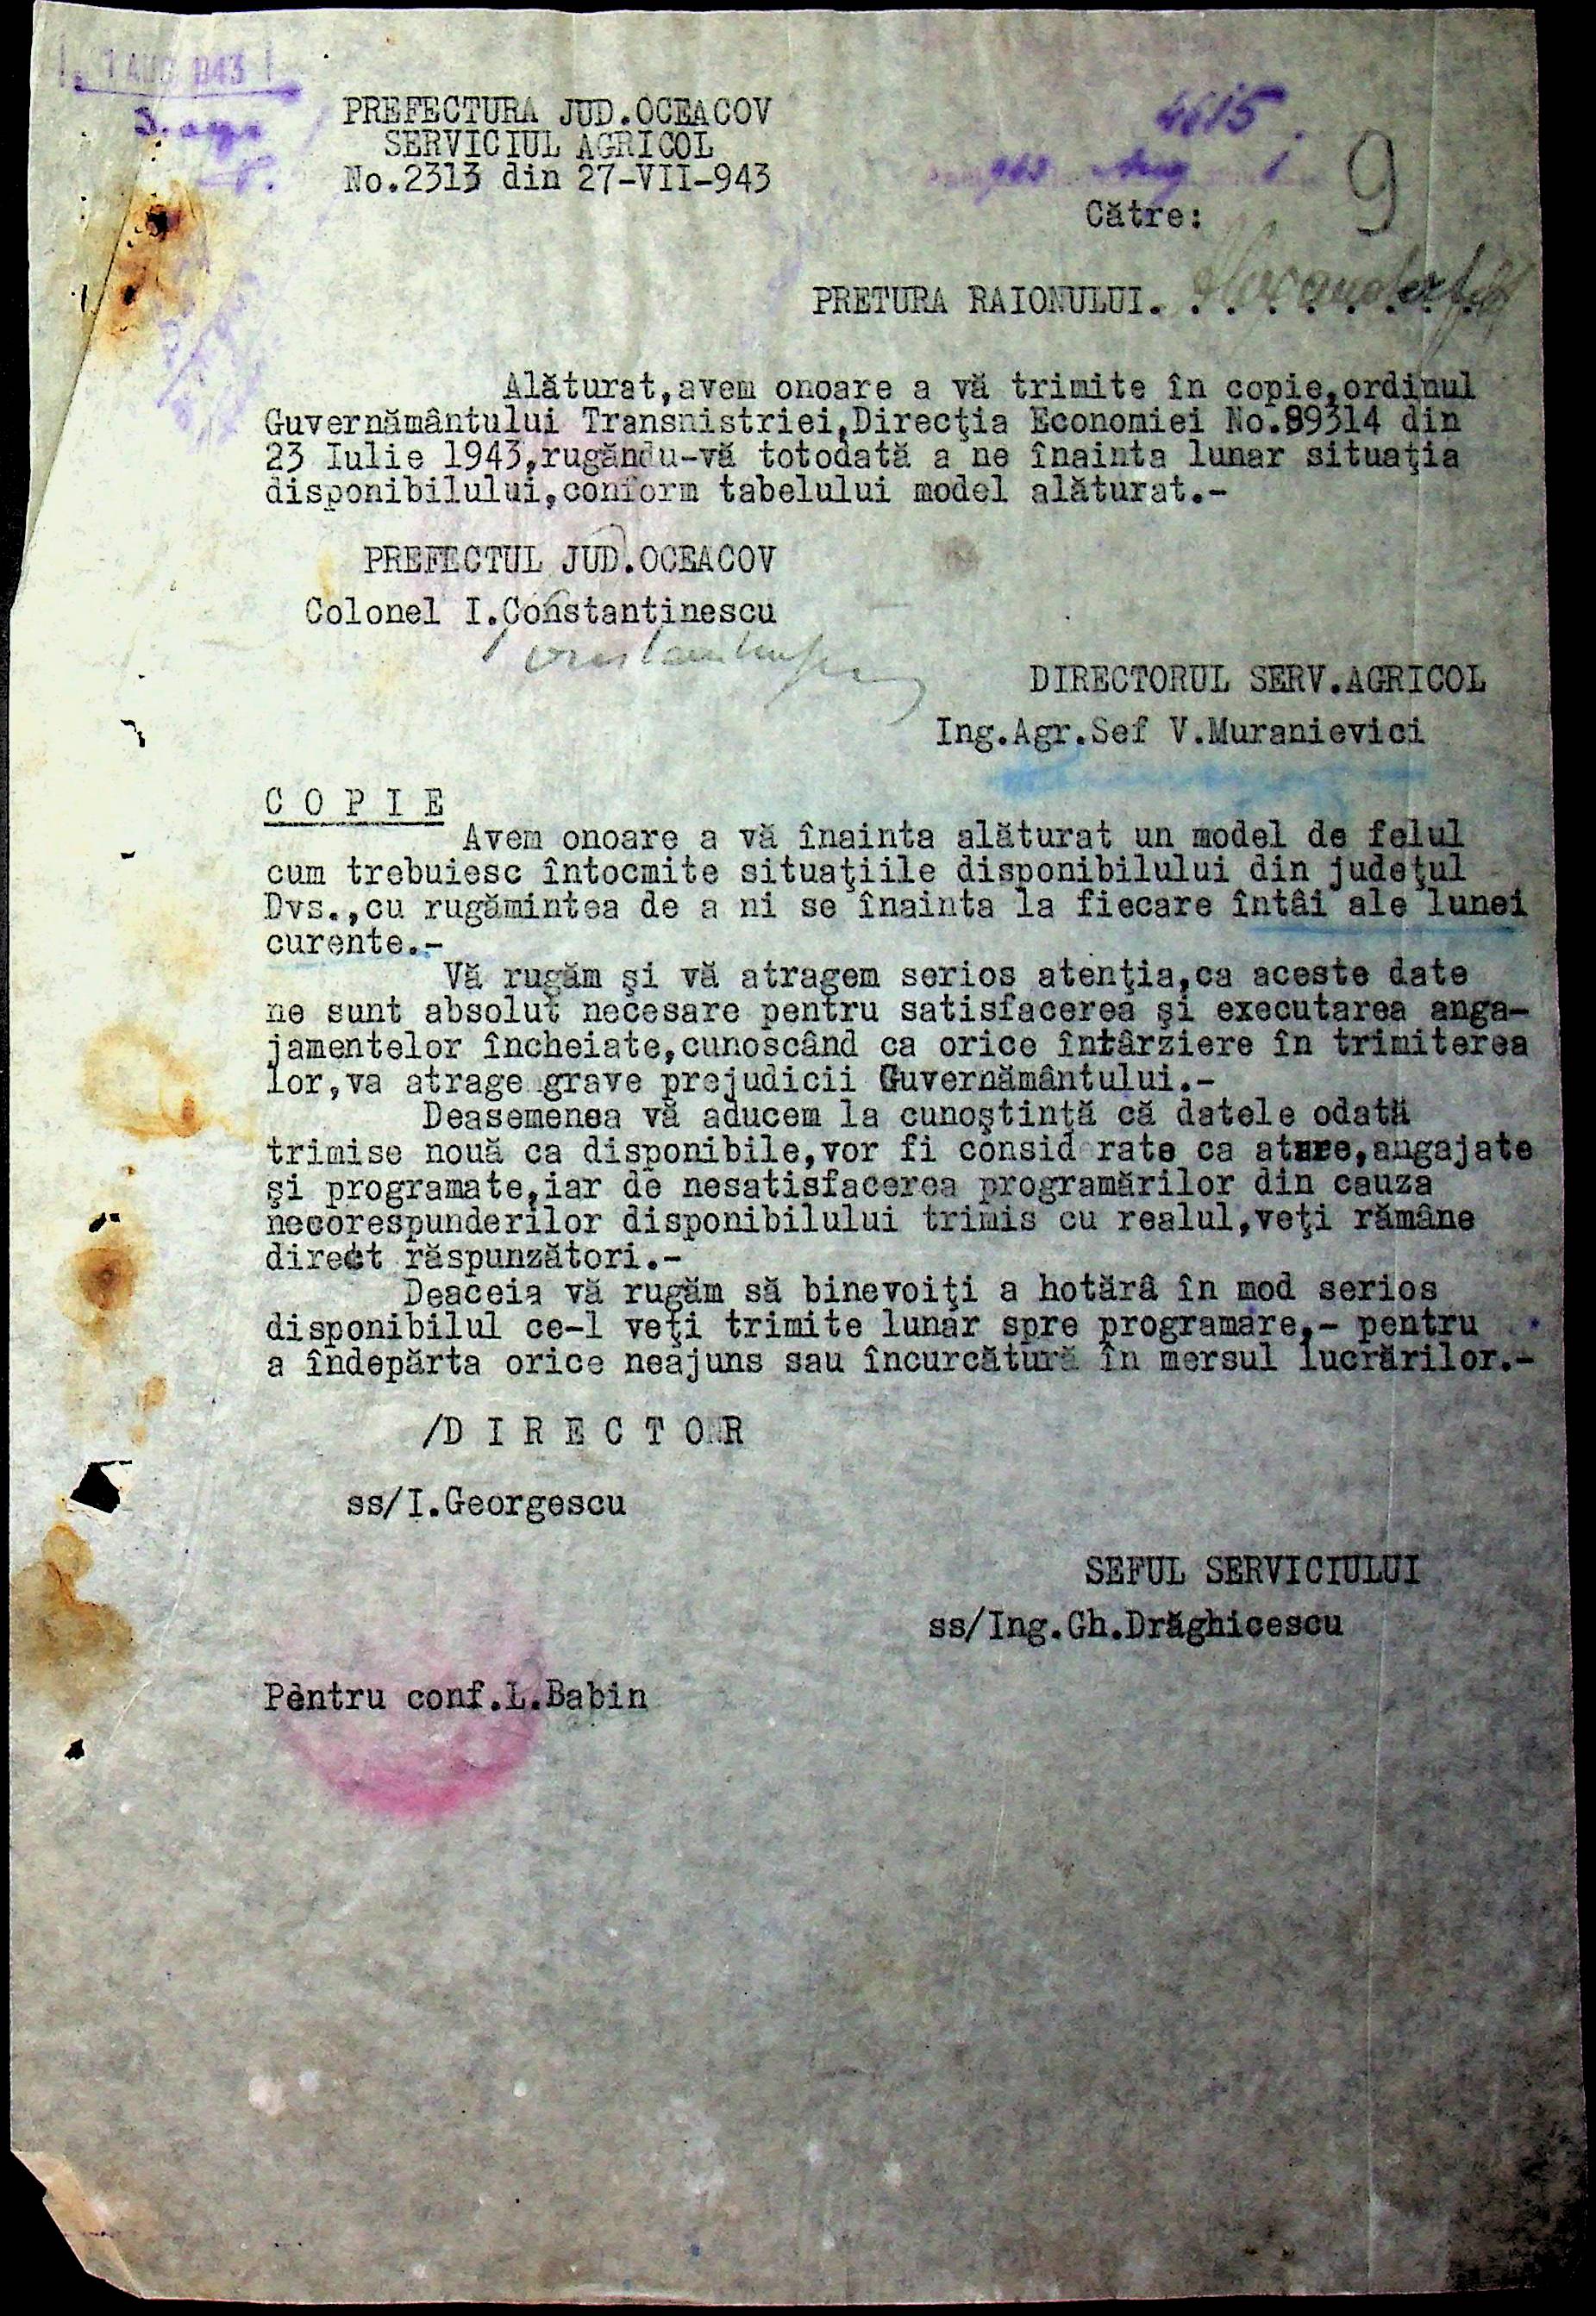 1 AUG 943
4615
PREFECTURA JUD.OCEACOV
SERVICIUL AGRICOL
No.2313 din 27-VII-943
943 Aug 1
9
Către:
PRETURA RAIONULUI. . . . . . . . .
Alăturat,avem onoare a vă trimite în copie,ordinul
Guvernământului Transnistriei,Direcţia Economiei No.89314 din
23 Iulie 1943,rugându-vă totodată a ne înainta lunar situaţia
disponibilului,conform tabelului model alăturat.-
PREFECTUL JUD.OCEACOV
Colonel I.Constantinescu
DIRECTORUL SERV.AGRICOL
Ing.Agr.Sef V.Muranievici
C O P I E
Avem onoare a vă înainta alăturat un model de felul
cum trebuiesc întocmite situaţiile disponibilului din judeţul
Dvs.,cu rugămintea de a ni se înainta la fiecare întâi ale lunei
curente.-
Vă rugăm şi vă atragem serios atenţia,ca aceste date
ne sunt absolut necesare pentru satisfacerea şi executarea anga-
jamentelor încheiate,cunoscând ca orice întârziere în trimiterea
lor,va atrage grave prejudicii Guvernământului.-
Deasemenea vă aducem la cunoştinţă că datele odată
trimise nouă ca disponibile,vor fi consid rate ca atare,angajate
şi programate,iar de nesatisfacerea programărilor din cauza
necorespunderilor disponibilului trimis cu realul,veţi rămâne
direct răspunzători.-
Deaceia vă rugăm să binevoiţi a hotărâ în mod serios
disponibilul ce-l veţi trimite lunar spre programare,- pentru
a îndepărta orice neajuns sau încurcătură în mersul lucrărilor.-
/D I R E C T O R
ss/I.Georgescu
SEFUL SERVICIULUI
ss/Ing.Gh.Drăghicescu
Pentru conf.L.Babin